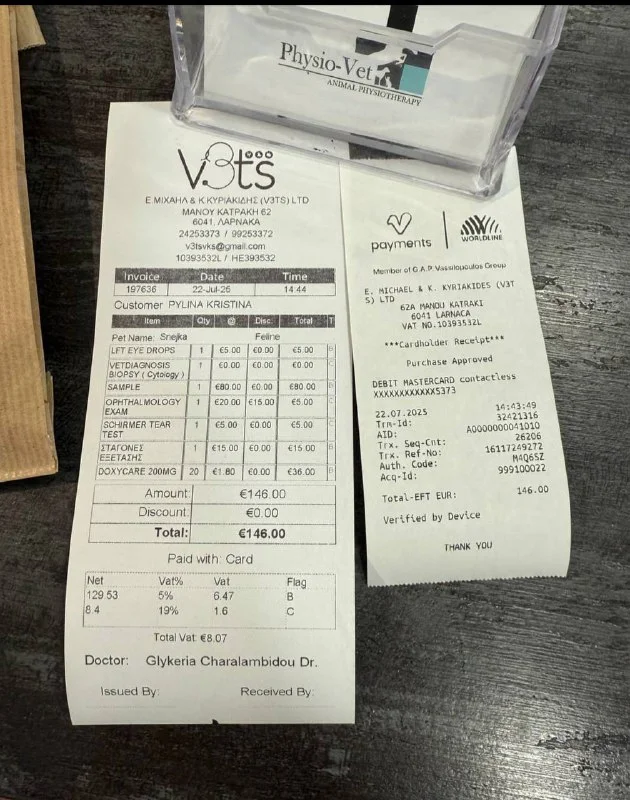 Physio-Vet
ANIMAL PHYSIOTHERAPY
V3ts
Ε.ΜΙΧΑΗΛ & Κ.ΚΥΡΙΑΚΙΔΗΣ (V3TS) LTD
ΜΑΝΟΥ ΚΑΤΡΑΚΗ 62
6041, ΛΑΡΝΑΚΑ
24253373 / 99253372
v3tsvks@gmail.com
10393532L / HE393532
Invoice Date Time
197636 22-Jul-25 14:44
Customer PYLINA KRISTINA
Item Qty @ Disc. Total T
Pet Name: Snejka Feline
LFT EYE DROPS 1 €5.00 €0.00 €5.00 B
VETDIAGNOSIS BIOPSY ( Cytology ) 1 €0.00 €0.00 €0.00 C
SAMPLE 1 €80.00 €0.00 €80.00 B
OPHTHALMOLOGY EXAM 1 €20.00 €15.00 €5.00 C
SCHIRMER TEAR TEST 1 €5.00 €0.00 €5.00 C
ΣΤΑΓΟΝΕΣ ΕΞΕΤΑΣΗΣ 1 €15.00 €0.00 €15.00 B
DOXYCARE 200MG 20 €1.80 €0.00 €36.00 B
Amount: €146.00
Discount: €0.00
Total: €146.00
Paid with: Card
Net Vat% Vat Flag
129.53 5% 6.47 B
8.4 19% 1.6 C
Total Vat: €8.07
Doctor: Glykeria Charalambidou Dr.
Issued By: Received By:
payments
WORLDLINE
Member of G.A.P. Vassilopoulos Group
E. MICHAEL & K. KYRIAKIDES (V3T
S) LTD
62A MANOU KATRAKI
6041 LARNACA
VAT NO.10393532L
***Cardholder Receipt***
Purchase Approved
DEBIT MASTERCARD contactless
XXXXXXXXXXXX5373
22.07.2025 14:43:49
Trm-Id: 32421316
AID: A0000000041010
Trx. Seq-Cnt: 26206
Trx. Ref-No: 16117249272
Auth. Code: M4Q6SZ
Acq-Id: 999100022
Total-EFT EUR: 146.00
Verified by Device
THANK YOU